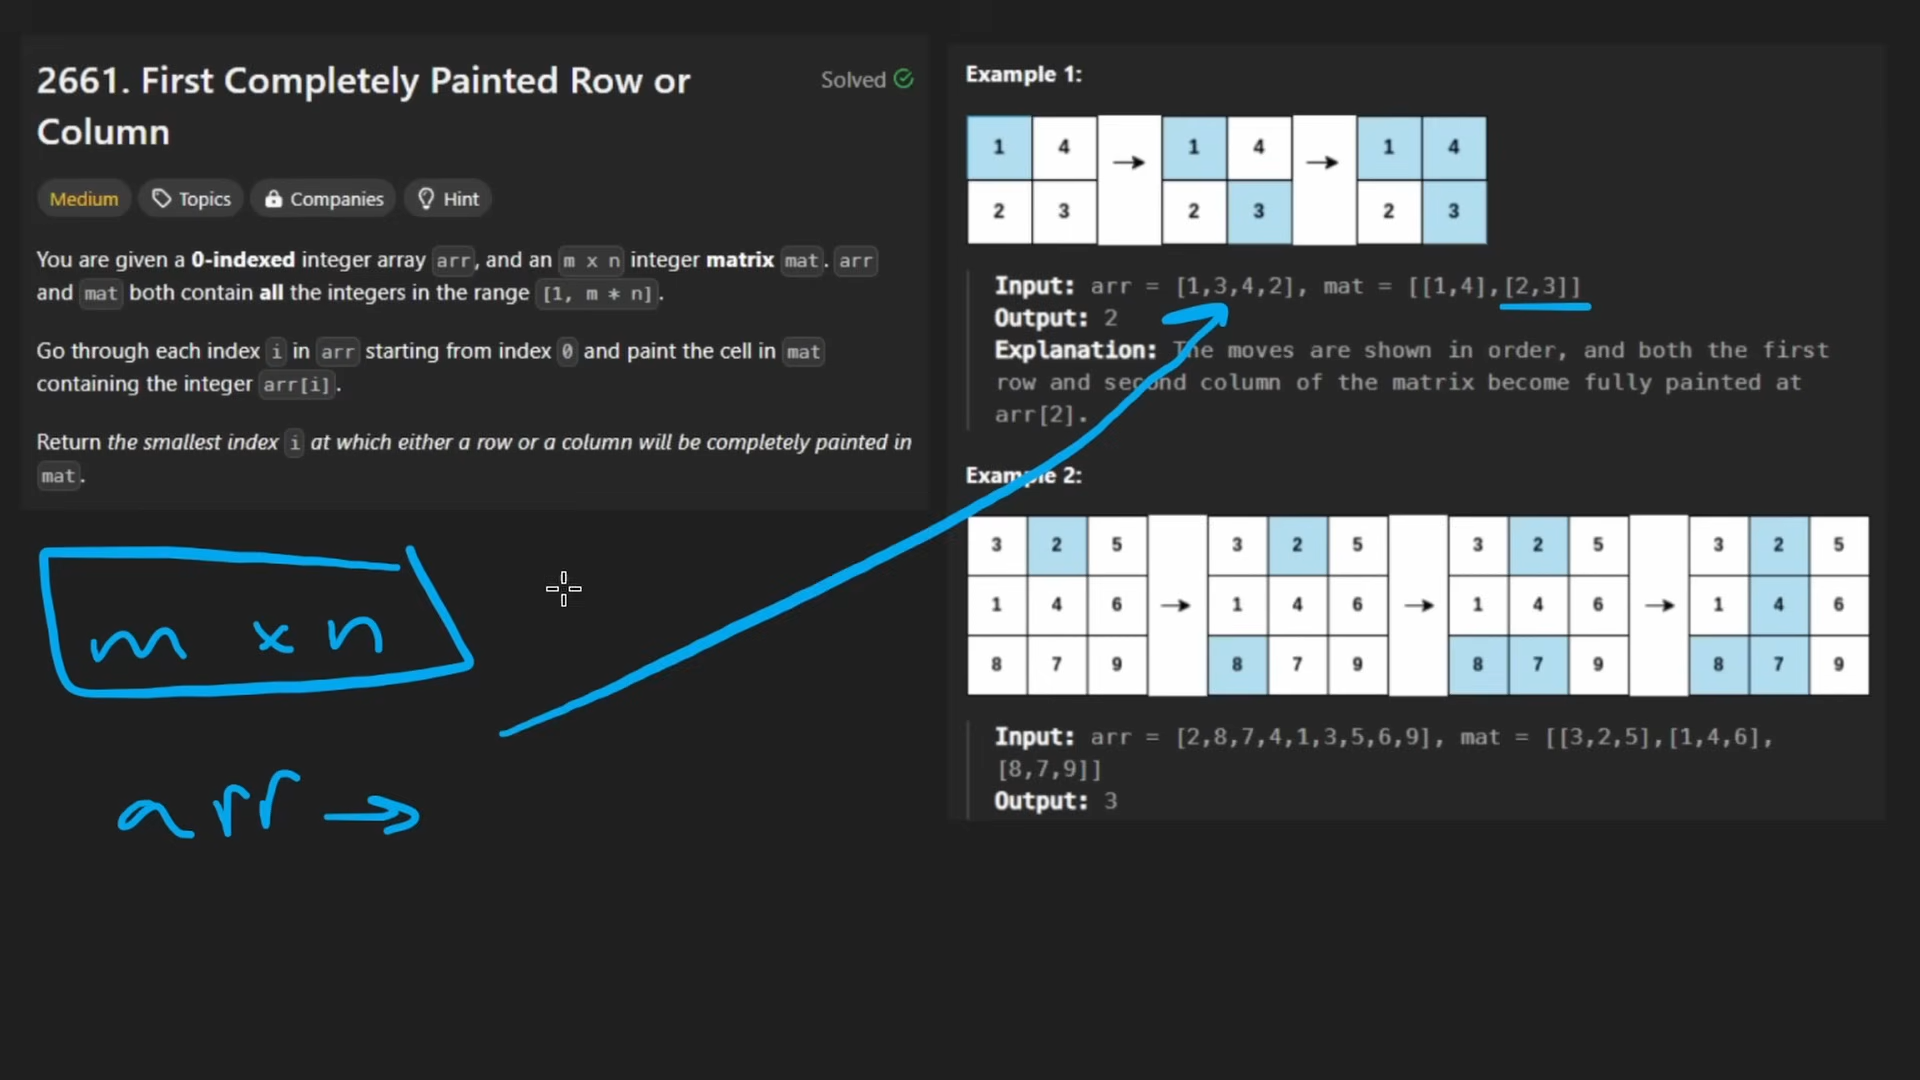 2661. First Completely Painted Row or
Column
Solved
Medium
Topics
Companies
Hint
You are given a 0-indexed integer array arr, and an m x n integer matrix mat. arr
and mat both contain all the integers in the range [1, m * n].
Go through each index i in arr starting from index 0 and paint the cell in mat
containing the integer arr[i].
Return the smallest index i at which either a row or a column will be completely painted in
mat.
m x n
arr →
Example 1:
1 4 → 1 4 → 1 4
2 3 2 3 2 3
Input: arr = [1,3,4,2], mat = [[1,4],[2,3]]
Output: 2
Explanation: The moves are shown in order, and both the first
row and second column of the matrix become fully painted at
arr[2].
Example 2:
3 2 5 3 2 5 3 2 5 3 2 5
1 4 6 → 1 4 6 → 1 4 6 → 1 4 6
8 7 9 8 7 9 8 7 9 8 7 9
Input: arr = [2,8,7,4,1,3,5,6,9], mat = [[3,2,5],[1,4,6],
[8,7,9]]
Output: 3